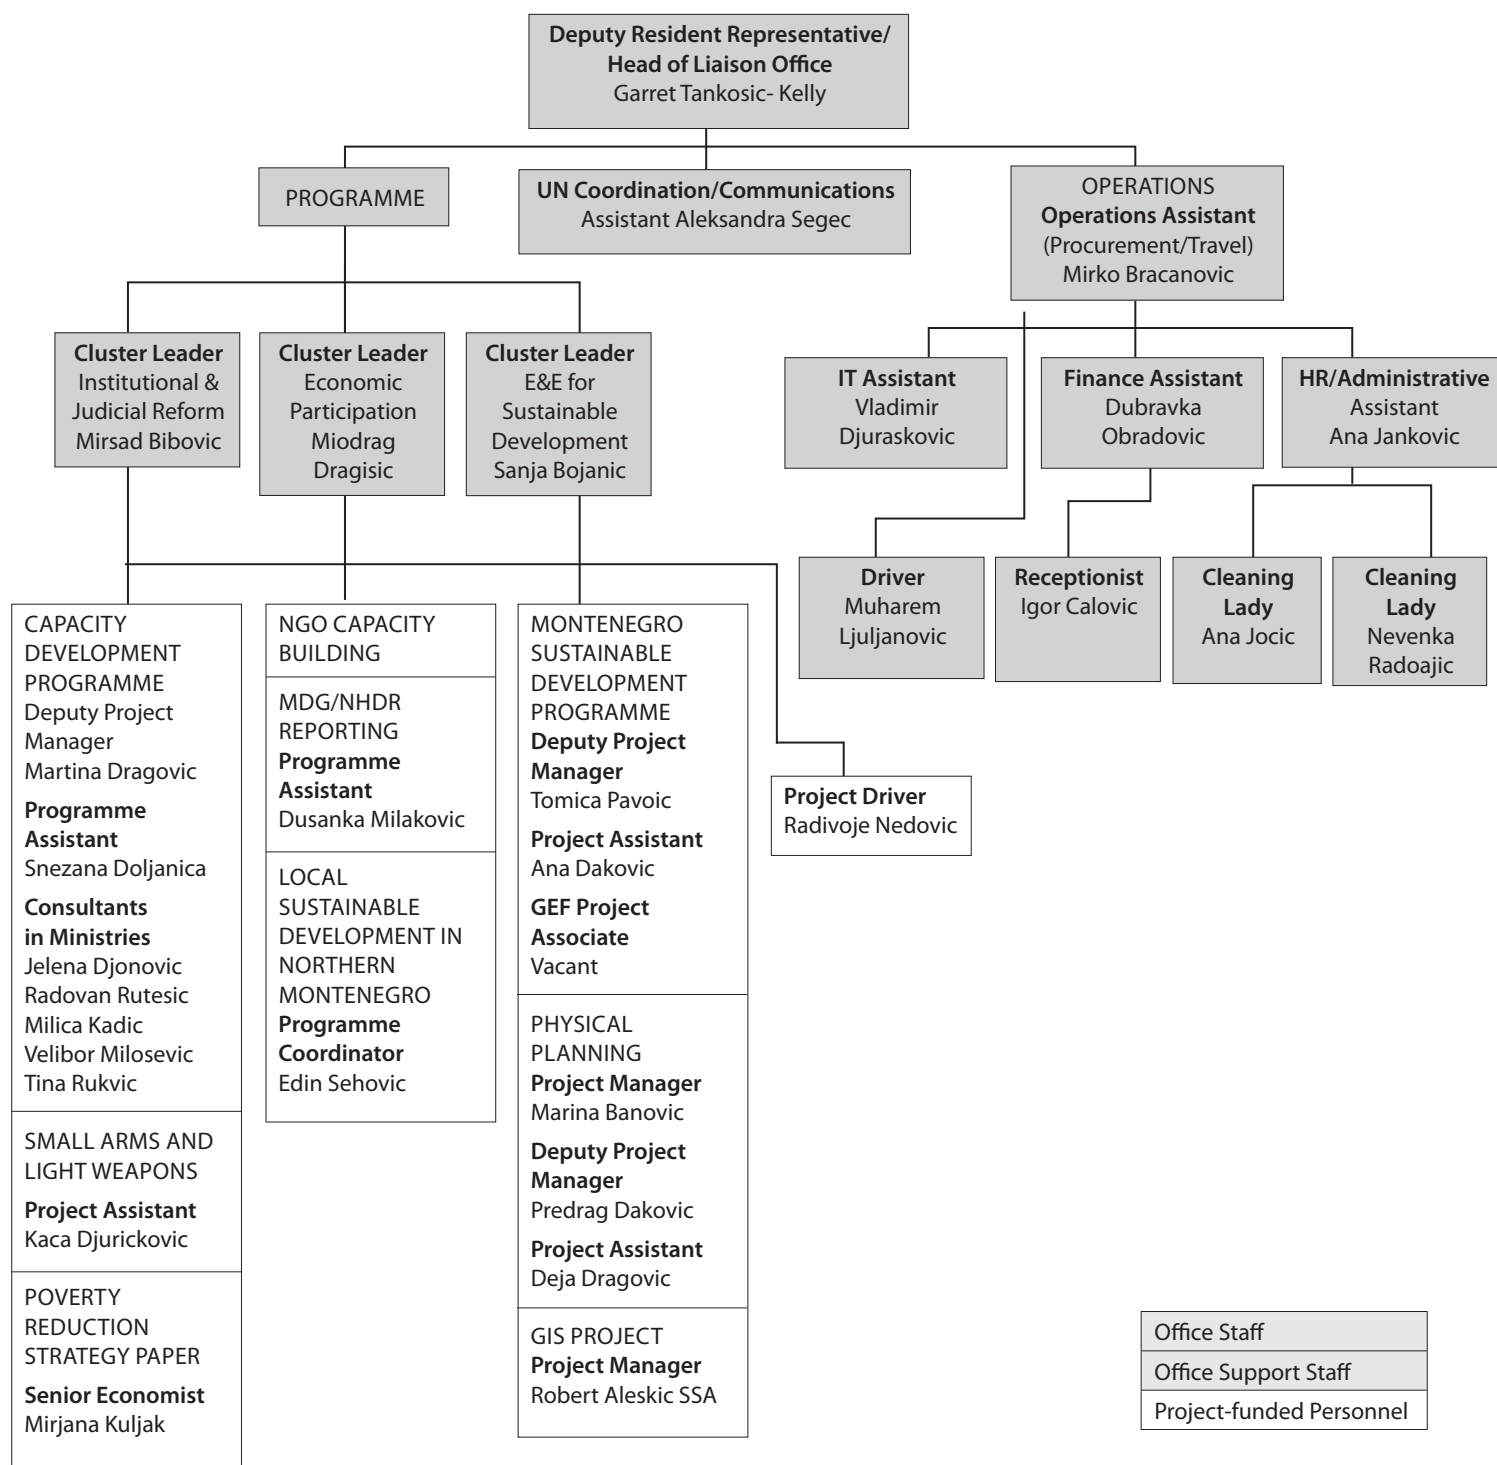 Deputy Resident Representative/
Head of Liaison Office
Garret Tankosic- Kelly
PROGRAMME
UN Coordination/Communications
Assistant Aleksandra Segec
OPERATIONS
Operations Assistant
(Procurement/Travel)
Mirko Bracanovic
Cluster Leader
Institutional &
Judicial Reform
Mirsad Bibovic
Cluster Leader
Economic
Participation
Miodrag
Dragisic
Cluster Leader
E&E for
Sustainable
Development
Sanja Bojanic
IT Assistant
Vladimir
Djuraskovic
Finance Assistant
Dubravka
Obradovic
HR/Administrative
Assistant
Ana Jankovic
Driver
Muharem
Ljuljanovic
Receptionist
Igor Calovic
Cleaning
Lady
Ana Jocic
Cleaning
Lady
Nevenka
Radoajic
CAPACITY
DEVELOPMENT
PROGRAMME
Deputy Project
Manager
Martina Dragovic
Programme
Assistant
Snezana Doljanica
Consultants
in Ministries
Jelena Djonovic
Radovan Rutesic
Milica Kadic
Velibor Milosevic
Tina Rukvic
SMALL ARMS AND
LIGHT WEAPONS
Project Assistant
Kaca Djurickovic
POVERTY
REDUCTION
STRATEGY PAPER
Senior Economist
Mirjana Kuljak
NGO CAPACITY
BUILDING
MDG/NHDR
REPORTING
Programme
Assistant
Dusanka Milakovic
LOCAL
SUSTAINABLE
DEVELOPMENT IN
NORTHERN
MONTENEGRO
Programme
Coordinator
Edin Sehovic
MONTENEGRO
SUSTAINABLE
DEVELOPMENT
PROGRAMME
Deputy Project
Manager
Tomica Pavoic
Project Assistant
Ana Dakovic
GEF Project
Associate
Vacant
PHYSICAL
PLANNING
Project Manager
Marina Banovic
Deputy Project
Manager
Predrag Dakovic
Project Assistant
Deja Dragovic
GIS PROJECT
Project Manager
Robert Aleskic SSA
Project Driver
Radivoje Nedovic
Office Staff
Office Support Staff
Project-funded Personnel